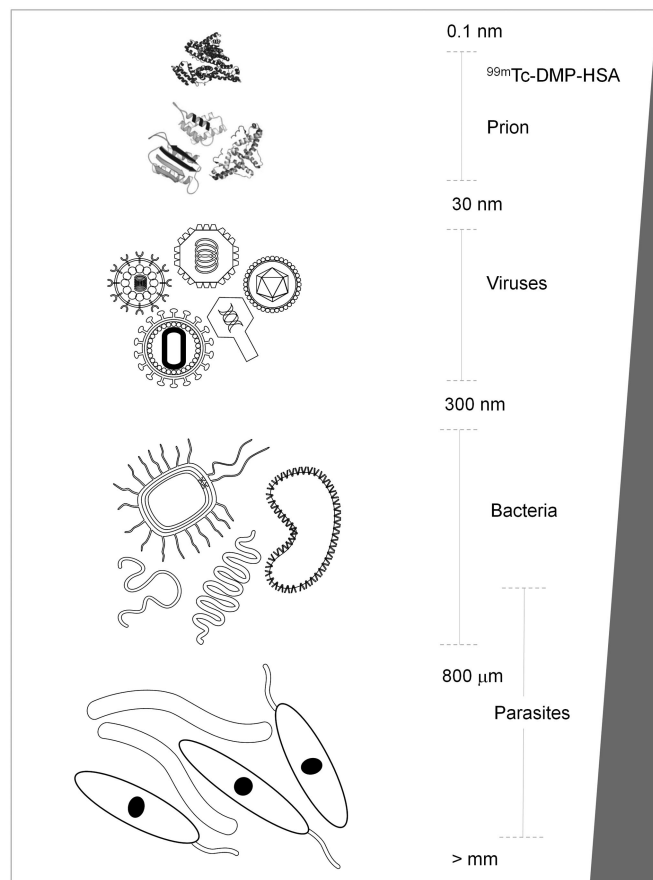 0.1 nm
99mTc-DMP-HSA
Prion
30 nm
Viruses
300 nm
Bacteria
800 μm
Parasites
> mm